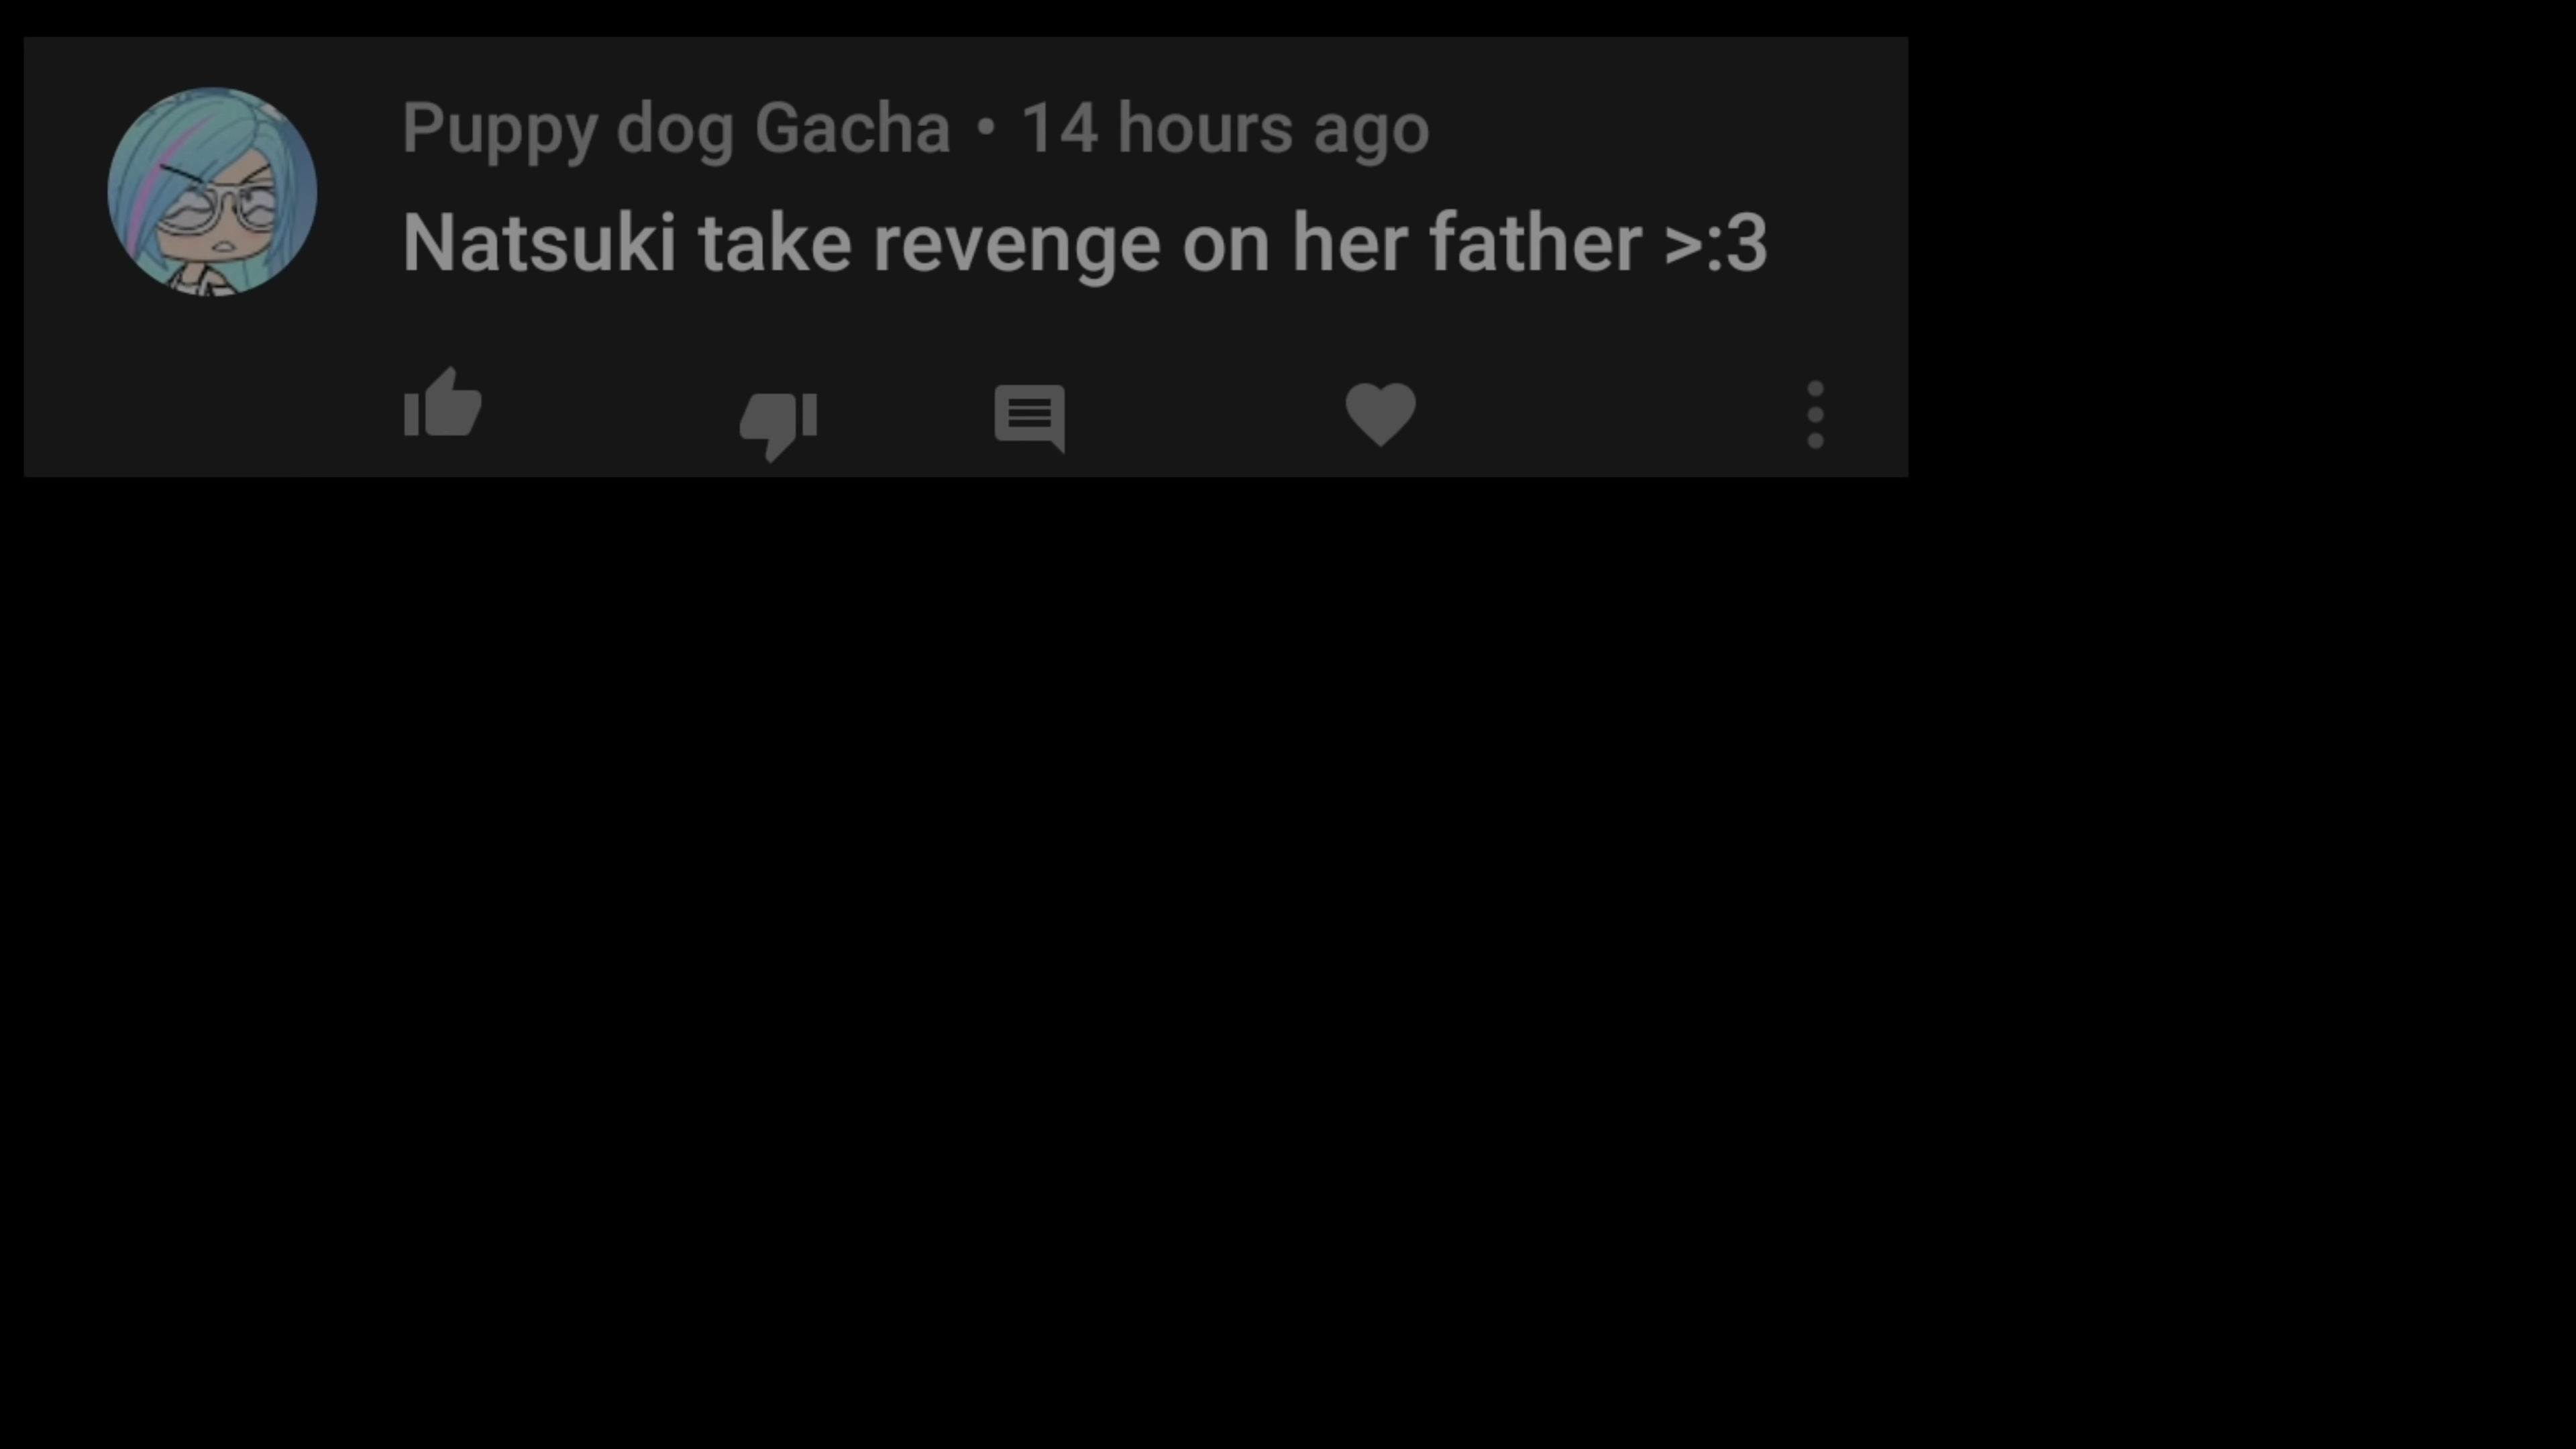 Puppy dog Gacha • 14 hours ago
Natsuki take revenge on her father >:3